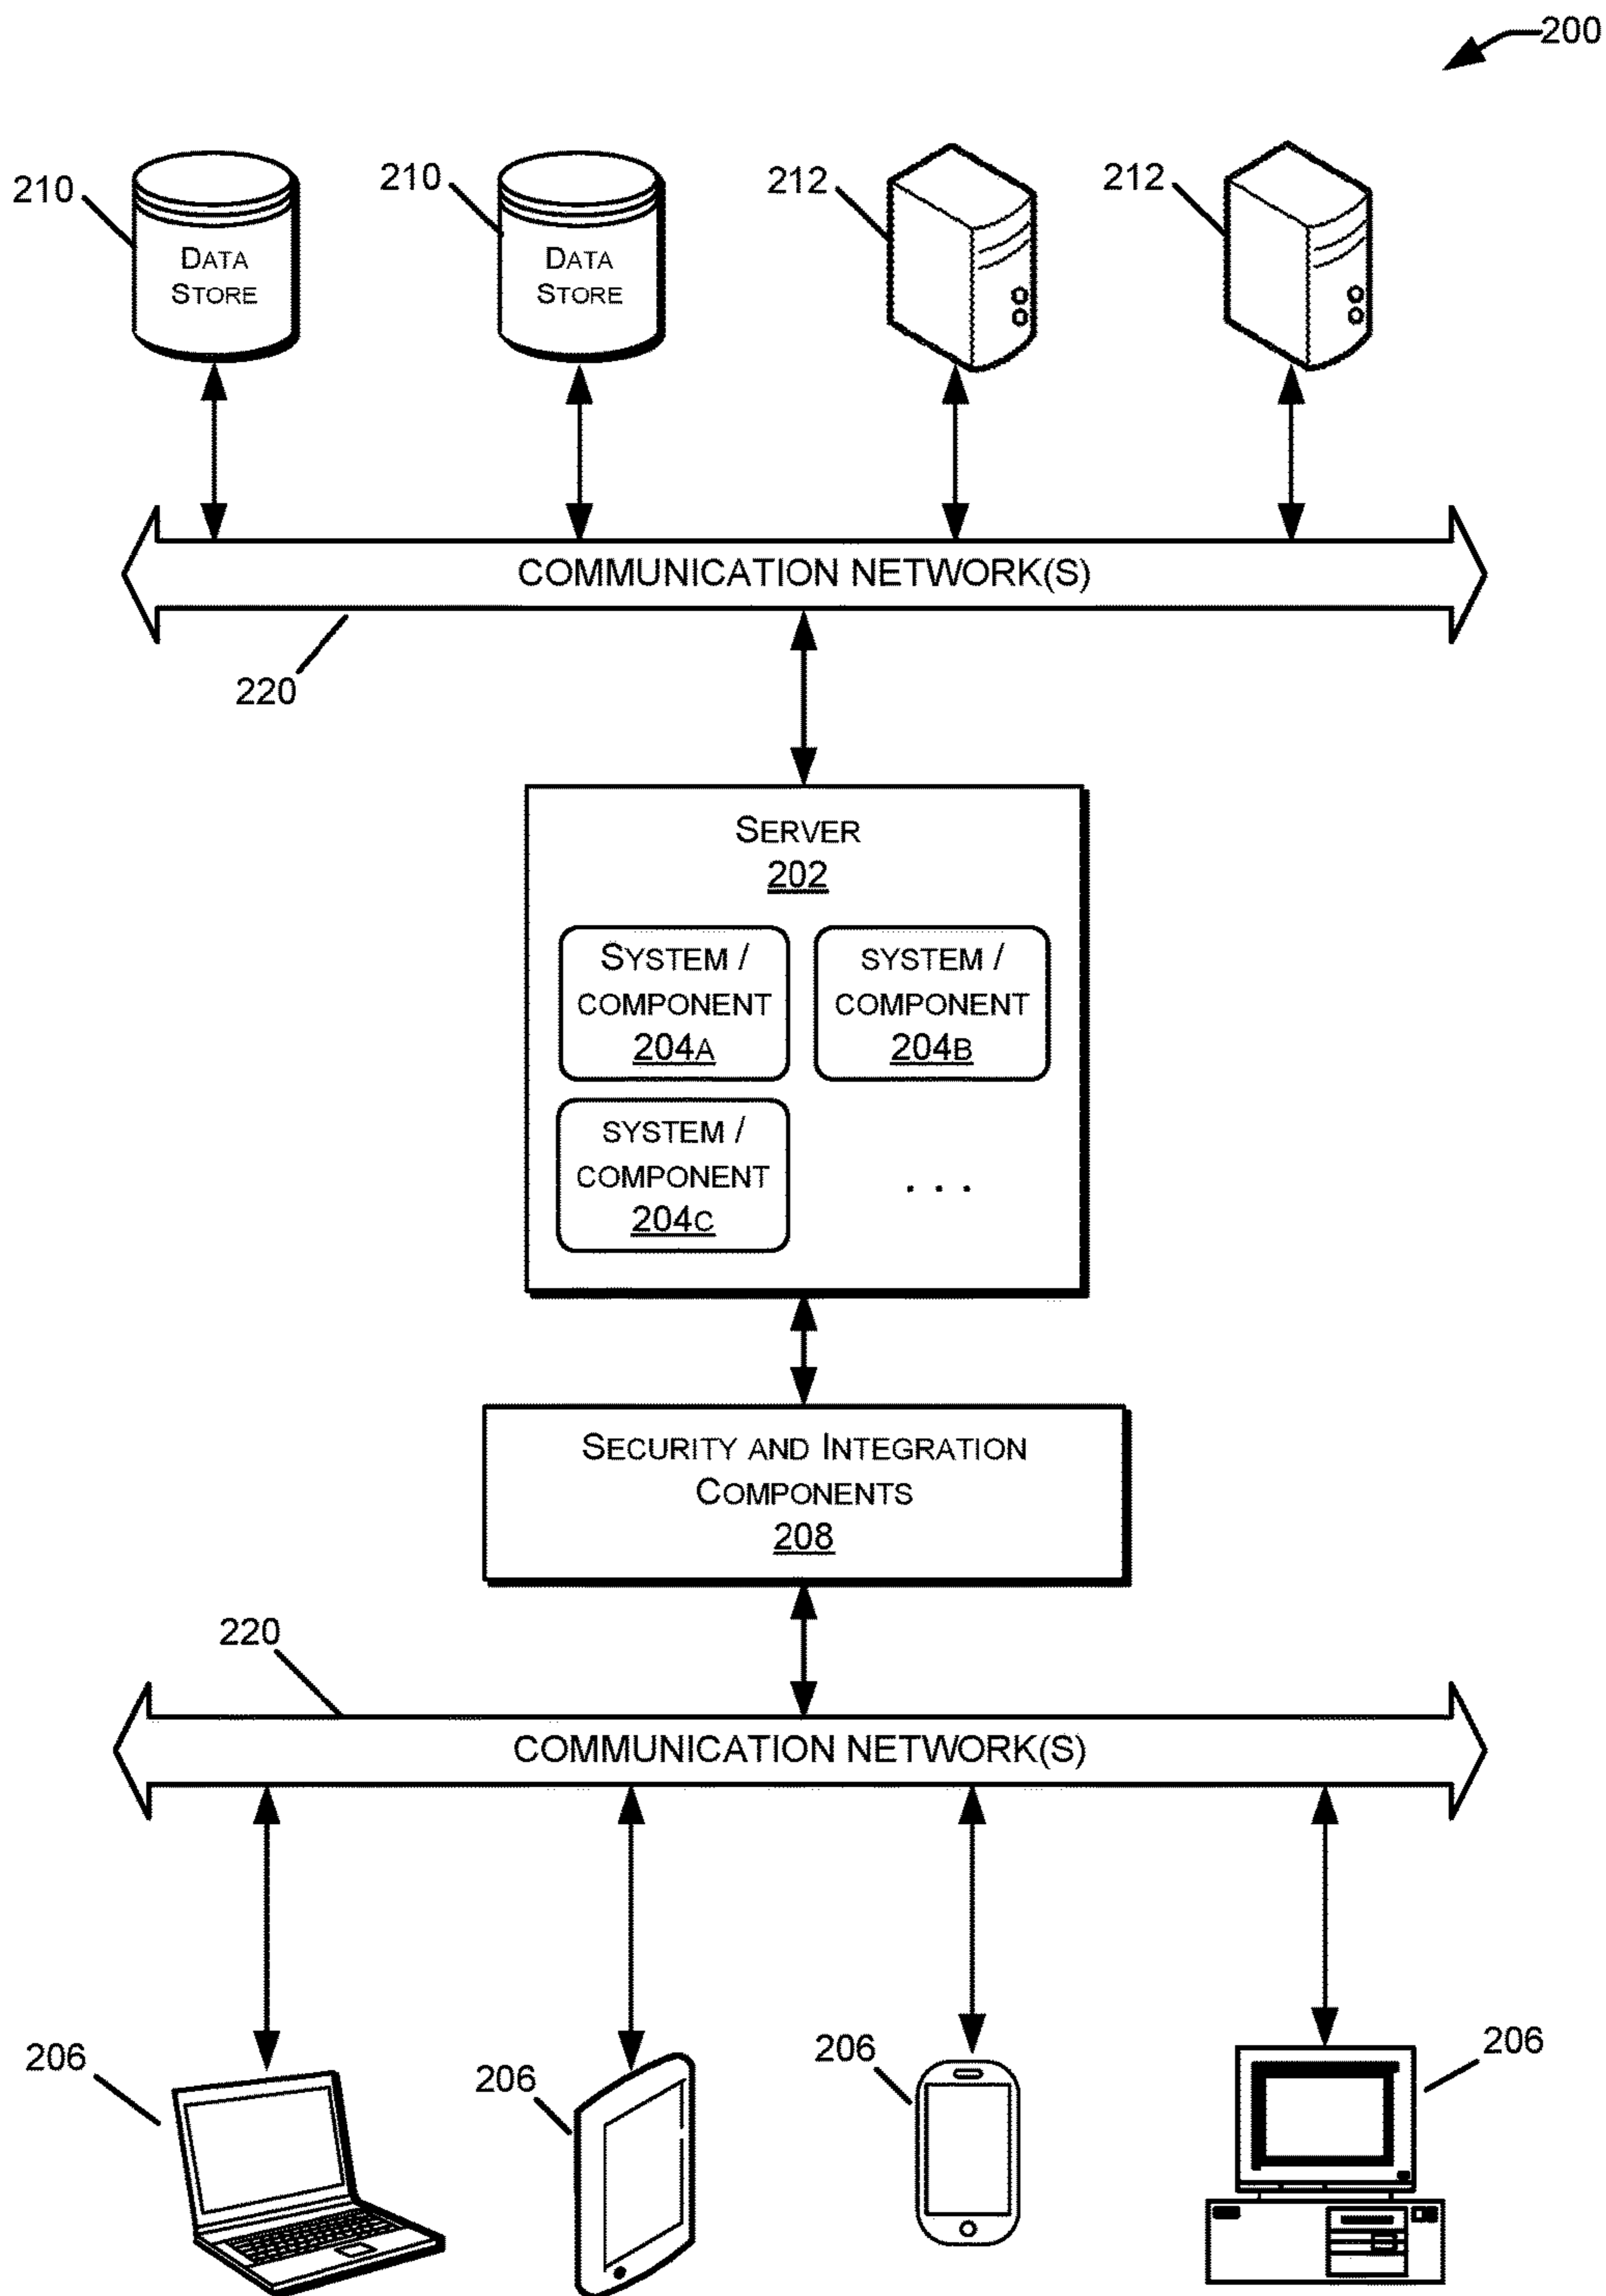 200
210
210
212
212
DATA
STORE
DATA
STORE
COMMUNICATION NETWORK(S)
220
SERVER
202
SYSTEM /
COMPONENT
204A
SYSTEM /
COMPONENT
204B
SYSTEM /
COMPONENT
204C
. . .
SECURITY AND INTEGRATION
COMPONENTS
208
220
COMMUNICATION NETWORK(S)
206
206
206
206